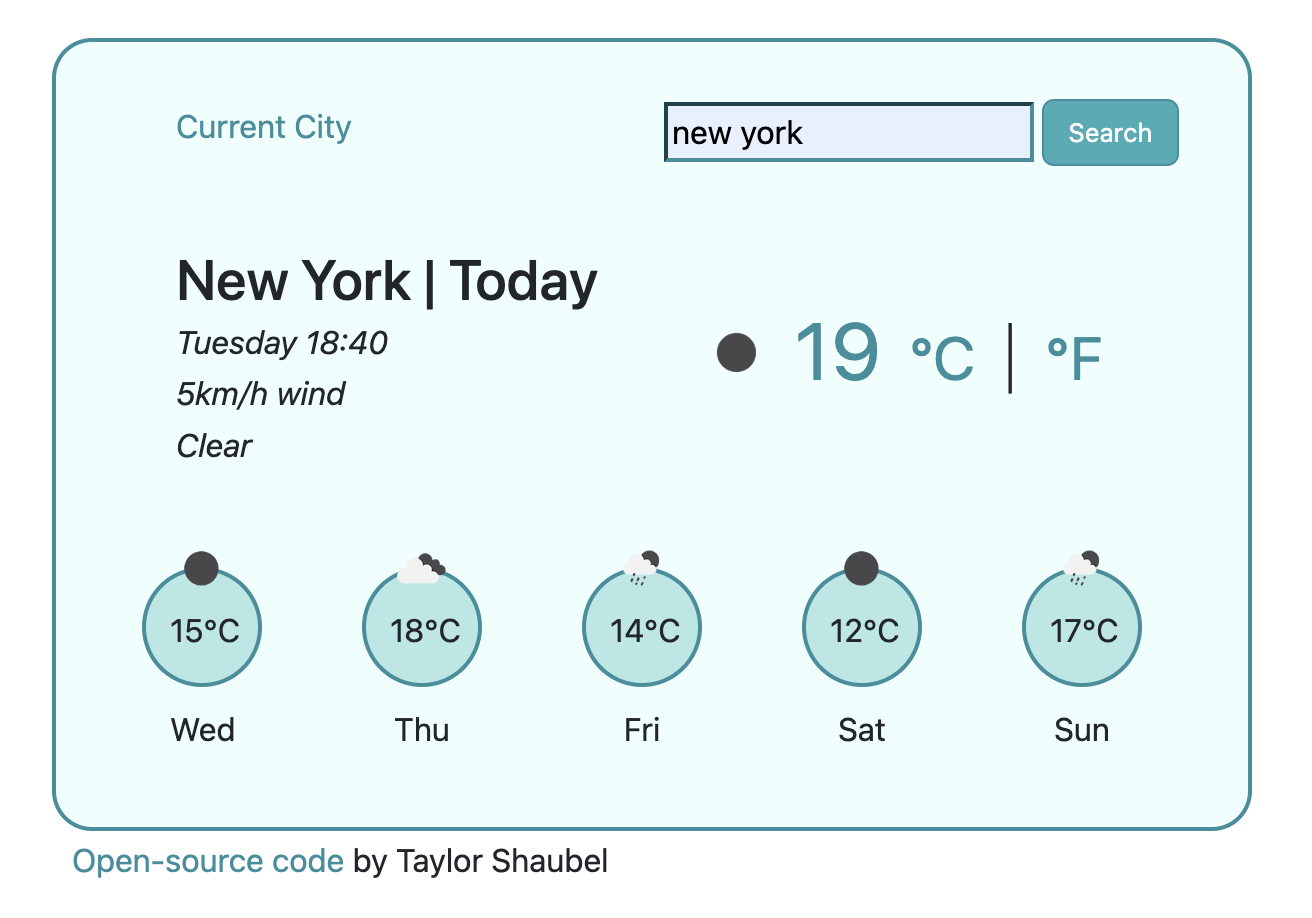 Current City
new york
Search
New York | Today
Tuesday 18:40
5km/h wind
Clear
19 °C | °F
15°C 18°C 14°C 12°C 17°C
Wed Thu Fri Sat Sun
Open-source code by Taylor Shaubel